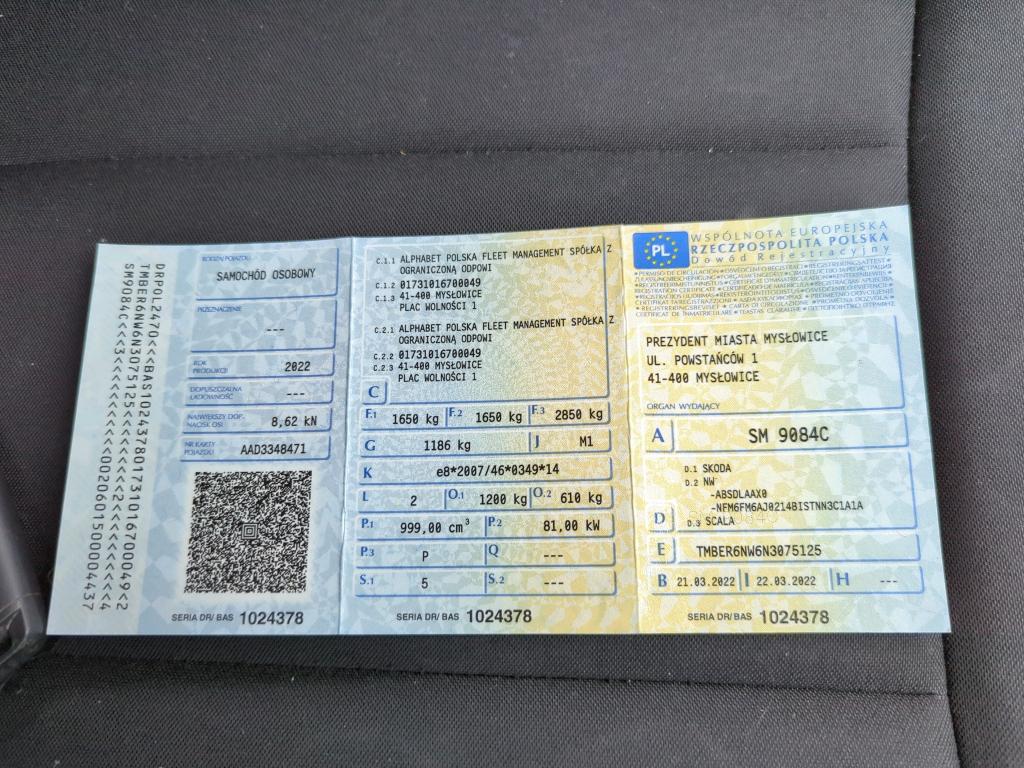 DRPOL2470<<BAS10243780173101670004​9<2
TMBER6NW6N3075125<<<<<<<<2<<<<<<<4
SM9084C<<<3<<<<<<<<<0020601500004437
RODZAJ POJAZDU
SAMOCHÓD OSOBOWY
PRZEZNACZENIE
---
ROK PRODUKCJI
2022
DOPUSZCZALNA ŁADOWNOŚĆ
---
NAJWIĘKSZY DOP. NACISK OSI
8,62 kN
NR KARTY POJAZDU
AAD3348471
SERIA DR/ BAS 1024378
C.1.1 ALPHABET POLSKA FLEET MANAGEMENT SPÓŁKA Z
OGRANICZONĄ ODPOWI
C.1.2 01731016700049
C.1.3 41-400 MYSŁOWICE
PLAC WOLNOŚCI 1
C.2.1 ALPHABET POLSKA FLEET MANAGEMENT SPÓŁKA Z
OGRANICZONĄ ODPOWI
C.2.2 01731016700049
C.2.3 41-400 MYSŁOWICE
PLAC WOLNOŚCI 1
C
F.1 1650 kg F.2 1650 kg F.3 2850 kg
G 1186 kg J M1
K e8*2007/46*0349*14
L 2 O.1 1200 kg O.2 610 kg
P.1 999,00 cm³ P.2 81,00 kW
P.3 P Q ---
S.1 5 S.2 ---
SERIA DR/ BAS 1024378
PL
WSPÓLNOTA EUROPEJSKA
RZECZPOSPOLITA POLSKA
Dowód Rejestracyjny
PREZYDENT MIASTA MYSŁOWICE
UL. POWSTAŃCÓW 1
41-400 MYSŁOWICE
ORGAN WYDAJĄCY
A SM 9084C
D.1 SKODA
D.2 NW
-ABSDLAAX0
-NFM6FM6AJ0214BISTNN3C1A1A
D D.3 SCALA
E TMBER6NW6N3075125
B 21.03.2022 I 22.03.2022 H ---
SERIA DR/ BAS 1024378